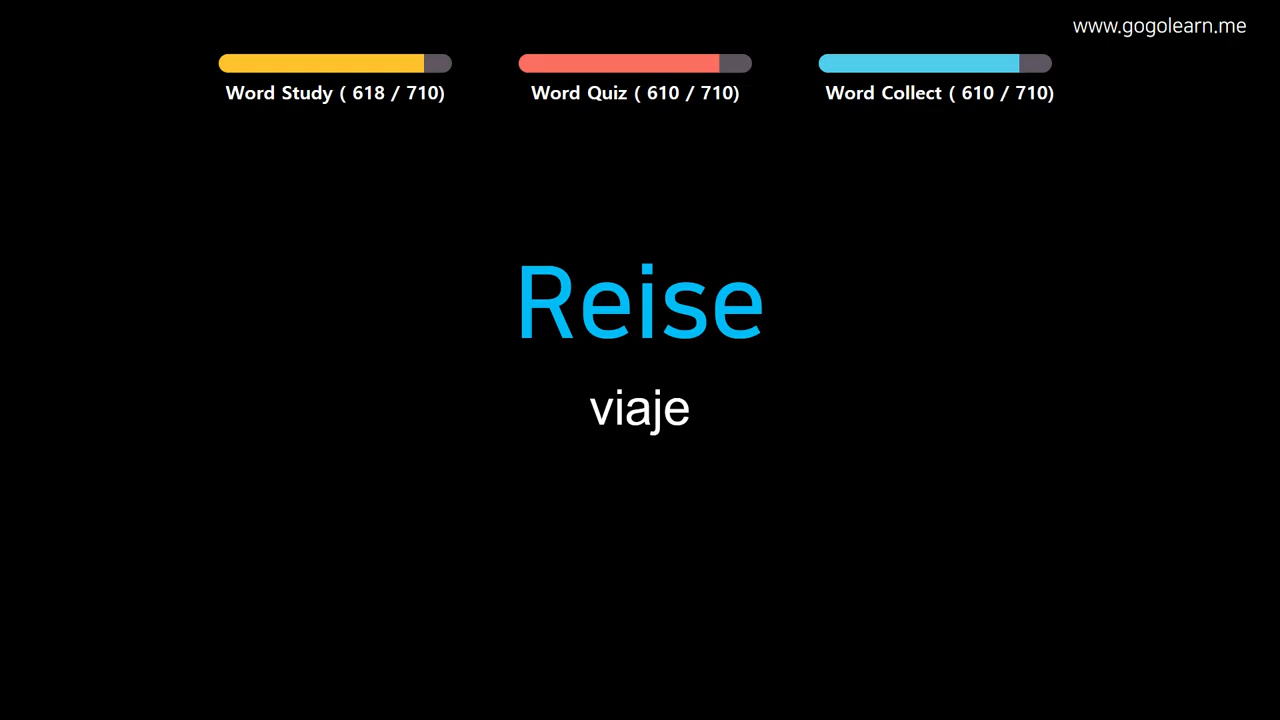 www.gogolearn.me
Word Study ( 618 / 710)
Word Quiz ( 610 / 710)
Word Collect ( 610 / 710)
Reise
viaje